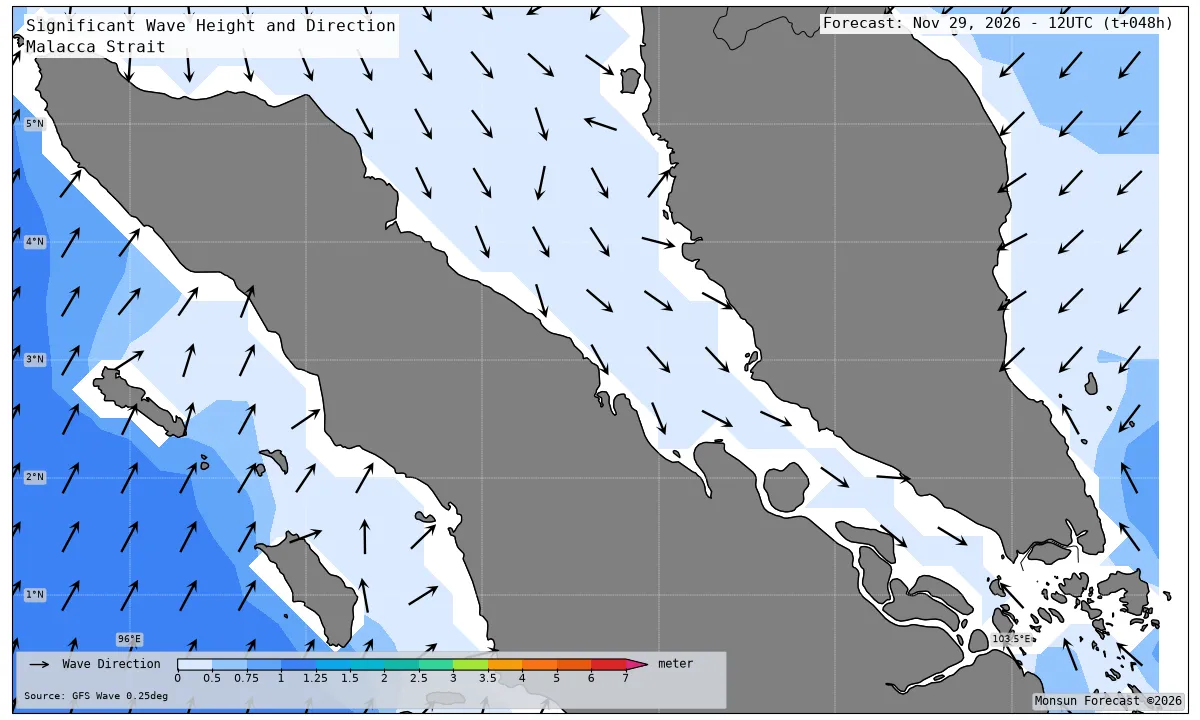 Significant Wave Height and Direction
Malacca Strait
Forecast: Nov 29, 2026 - 12UTC (t+048h)
5°N
4°N
3°N
2°N
1°N
96°E
103.5°E
Wave Direction
meter
0 0.5 0.75 1 1.25 1.5 2 2.5 3 3.5 4 5 6 7
Source: GFS Wave 0.25deg
Monsun Forecast ©2026